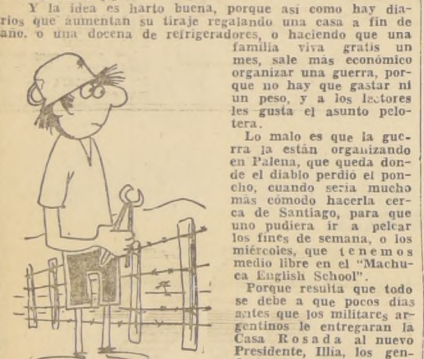 Y la idea es harto buena, porque así como hay dia-
rios que aumentan su tiraje regalando una casa a fin de
año. o una docena de refrigeradores, o haciendo que una
familia viva gratis un
mes, sale más económico
organizar una guerra, por-
que no hay que gastar ni
un peso, y a los lectores
les gusta el asunto pelo-
tera.
Lo malo es que la gue-
rra la están organizando
en Palena, que queda don-
de el diablo perdió el pon-
cho, cuando sería mucho
más cómodo hacerla cer-
ca de Santiago, para que
uno pudiera ir a pelear
los fines de semana, o los
miércoles, que tenemos
medio libre en el "Machu-
ca English School".
Porque resulta que todo
se debe a que pocos días
antes que los militares ar-
gentinos le entregaran la
Casa Rosada al nuevo
Presidente, Illía, los gen-